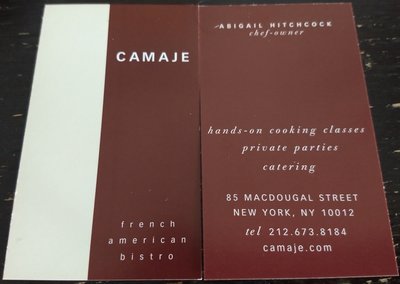 CAMAJE
french
american
bistro
ABIGAIL HITCHCOCK
chef-owner
hands-on cooking classes
private parties
catering
85 MACDOUGAL STREET
NEW YORK, NY 10012
tel 212.673.8184
camaje.com